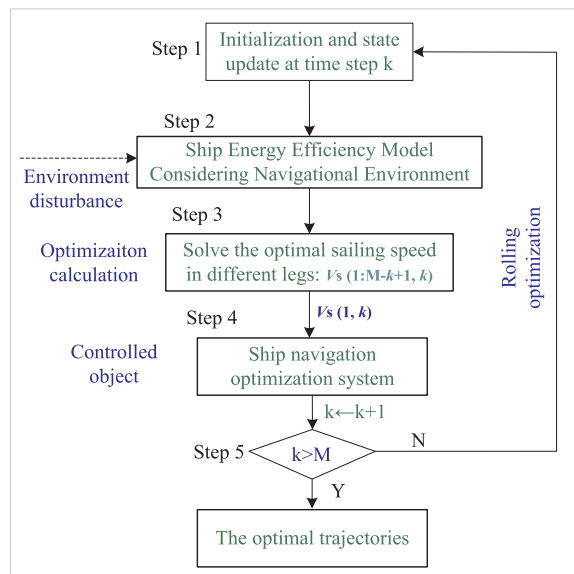 Step 1
Initialization and state
update at time step k
Step 2
Ship Energy Efficiency Model
Considering Navigational Environment
Environment
disturbance
Step 3
Optimizaiton
calculation
Solve the optimal sailing speed
in different legs: Vs (1:M-k+1, k)
Vs (1, k)
Step 4
Controlled
object
Ship navigation
optimization system
k←k+1
Step 5
k>M
N
Y
The optimal trajectories
Rolling
optimization